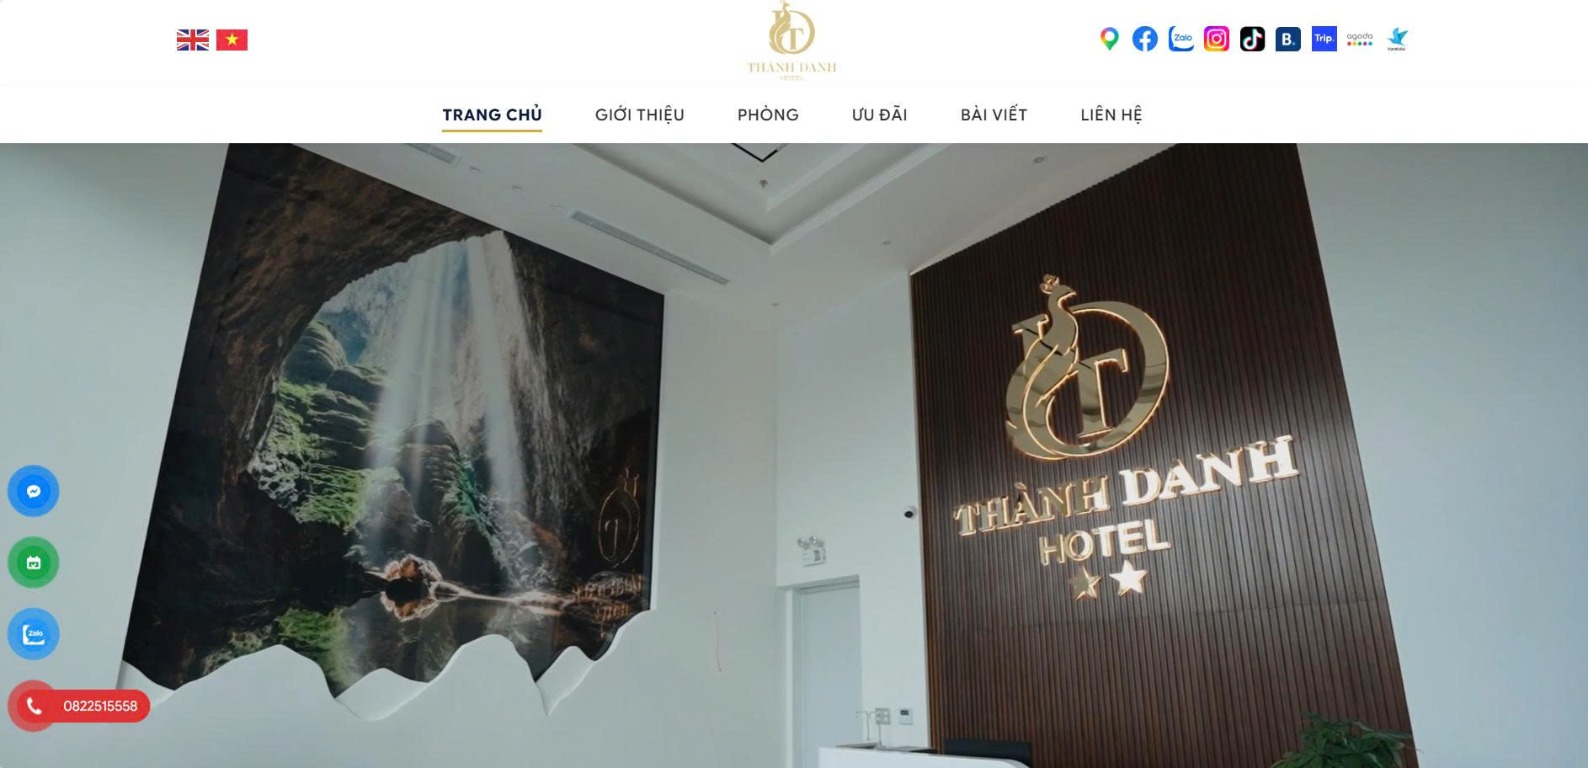 THÀNH DANH
HOTEL
Zalo
B.
Trip.
agoda
TRANG CHỦ
GIỚI THIỆU
PHÒNG
ƯU ĐÃI
BÀI VIẾT
LIÊN HỆ
THÀNH DANH
HOTEL
Zalo
0822515558